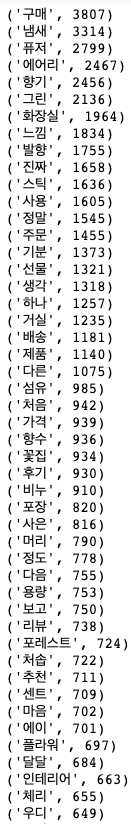 ('구매', 3807)
('냄새', 3314)
('퓨저', 2799)
('에어리', 2467)
('향기', 2456)
('그린', 2136)
('화장실', 1964)
('느낌', 1834)
('발향', 1755)
('진짜', 1658)
('스틱', 1636)
('사용', 1605)
('정말', 1545)
('주문', 1455)
('기분', 1373)
('선물', 1321)
('생각', 1318)
('하나', 1257)
('거실', 1235)
('배송', 1181)
('제품', 1140)
('다른', 1075)
('섬유', 985)
('처음', 942)
('가격', 939)
('향수', 936)
('꽃집', 934)
('후기', 930)
('비누', 910)
('포장', 820)
('사은', 816)
('머리', 790)
('정도', 778)
('다음', 755)
('용량', 753)
('보고', 750)
('리뷰', 738)
('포레스트', 724)
('처솝', 722)
('추천', 711)
('센트', 709)
('마음', 702)
('에이', 701)
('플라워', 697)
('달달', 684)
('인테리어', 663)
('체리', 655)
('우디', 649)